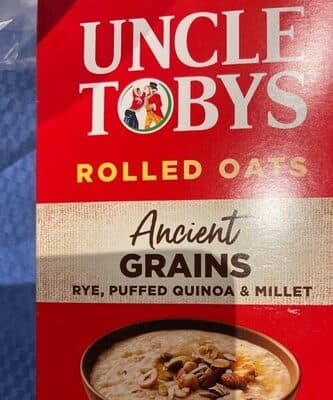 UNCLE
TOBYS
ROLLED OATS
Ancient
GRAINS
RYE, PUFFED QUINOA & MILLET